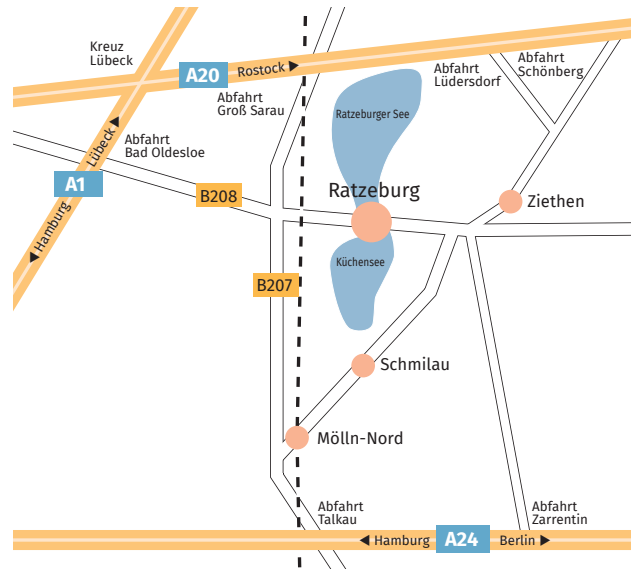 Kreuz
Lübeck
A20
Rostock
Abfahrt
Groß Sarau
Abfahrt
Lüdersdorf
Abfahrt
Schönberg
Ratzeburger See
Lübeck
Abfahrt
Bad Oldesloe
A1
Hamburg
B208
Ratzeburg
Ziethen
Küchensee
B207
Schmilau
Mölln-Nord
Abfahrt
Talkau
Abfahrt
Zarrentin
Hamburg
A24
Berlin